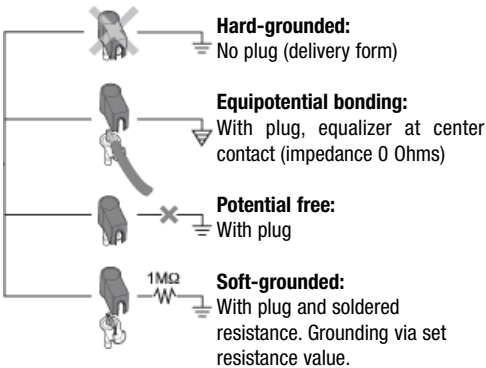 Hard-grounded:
No plug (delivery form)
Equipotential bonding:
With plug, equalizer at center
contact (impedance 0 Ohms)
Potential free:
With plug
1MΩ
Soft-grounded:
With plug and soldered
resistance. Grounding via set
resistance value.